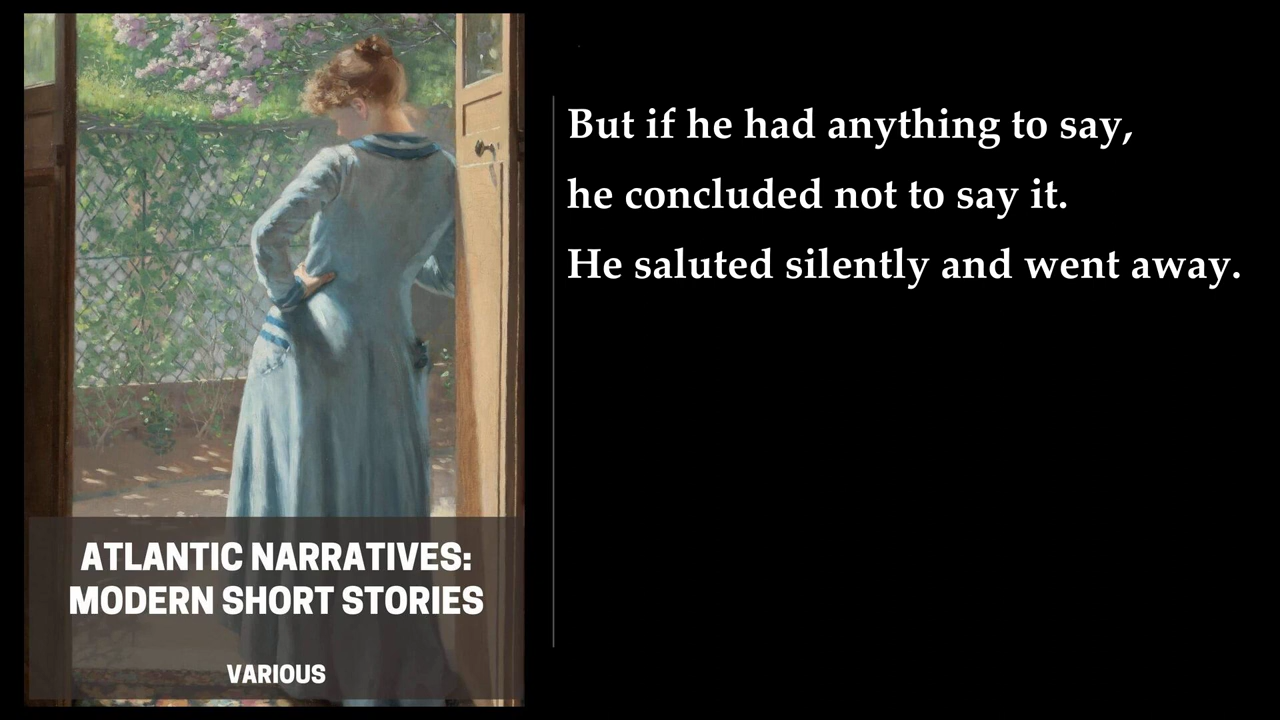 But if he had anything to say,
he concluded not to say it.
He saluted silently and went away.
ATLANTIC NARRATIVES:
MODERN SHORT STORIES
VARIOUS